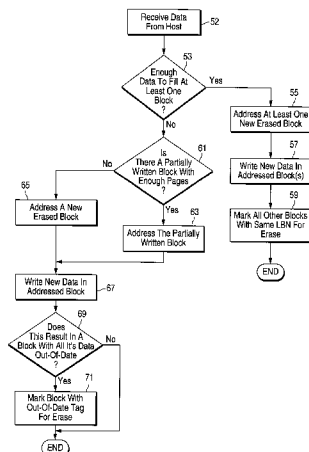 Receive Data
From Host
52
53
Enough
Data To Fill At
Least One
Block
?
Yes
No
55
Address At Least One
New Erased Block
57
Write New Data In
Addressed Block(s)
59
Mark All Other Blocks
With Same LBN For
Erase
END
61
Is
There A Partially
Written Block With
Enough Pages
?
No
Yes
65
Address A New
Erased Block
63
Address The Partially
Written Block
Write New Data In
Addressed Block
67
69
Does
This Result In A
Block With All It's Data
Out-Of-Date
?
No
Yes
71
Mark Block With
Out-Of-Date Tag
For Erase
END